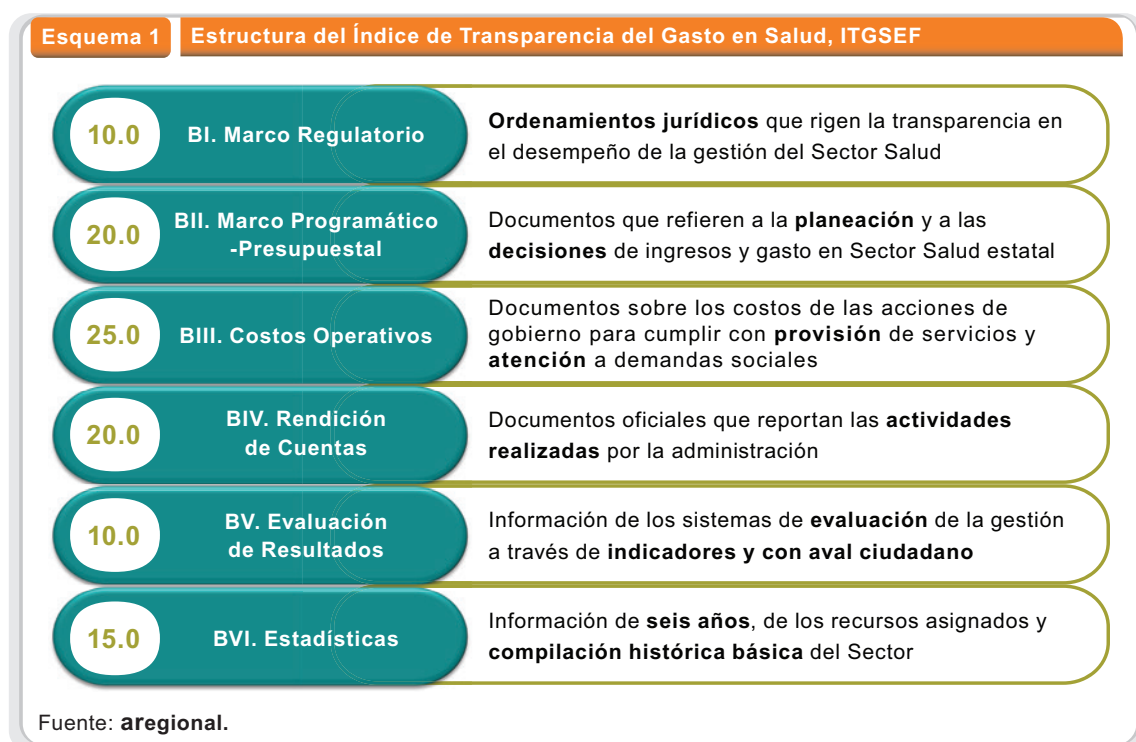 Esquema 1
Estructura del Índice de Transparencia del Gasto en Salud, ITGSEF
10.0
BI. Marco Regulatorio
Ordenamientos jurídicos que rigen la transparencia en
el desempeño de la gestión del Sector Salud
20.0
BII. Marco Programático
-Presupuestal
Documentos que refieren a la planeación y a las
decisiones de ingresos y gasto en Sector Salud estatal
25.0
BIII. Costos Operativos
Documentos sobre los costos de las acciones de
gobierno para cumplir con provisión de servicios y
atención a demandas sociales
20.0
BIV. Rendición
de Cuentas
Documentos oficiales que reportan las actividades
realizadas por la administración
10.0
BV. Evaluación
de Resultados
Información de los sistemas de evaluación de la gestión
a través de indicadores y con aval ciudadano
15.0
BVI. Estadísticas
Información de seis años, de los recursos asignados y
compilación histórica básica del Sector
Fuente: aregional.